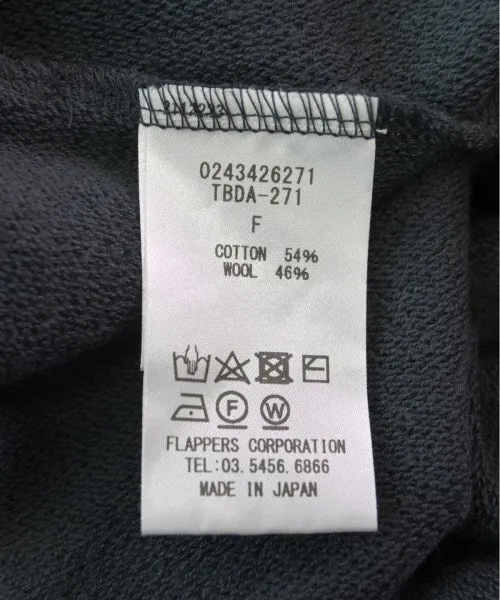 0243426271
TBDA-271
F
COTTON 54%
WOOL 46%
F W
FLAPPERS CORPORATION
TEL:03.5456.6866
MADE IN JAPAN